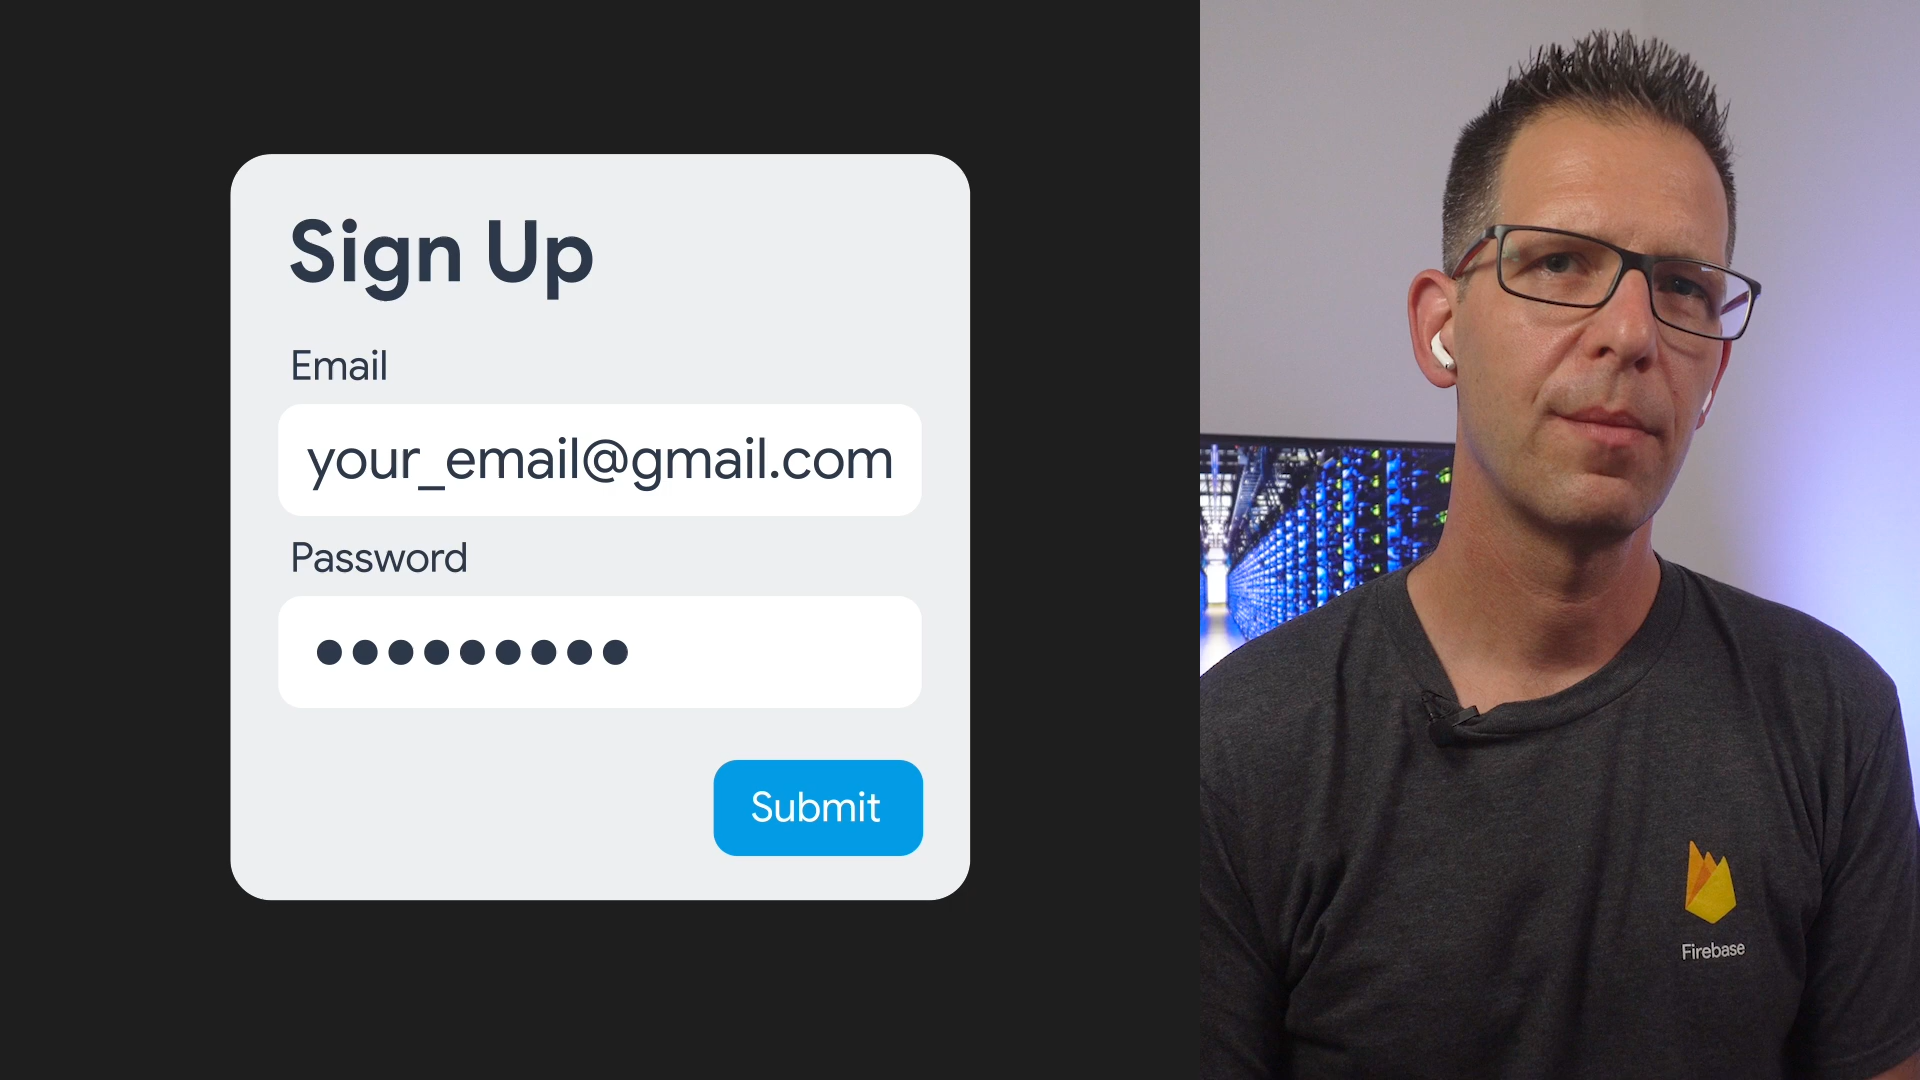 Sign Up
Email
your_email@gmail.com
Password
●●●●●●●●●
Submit
Firebase